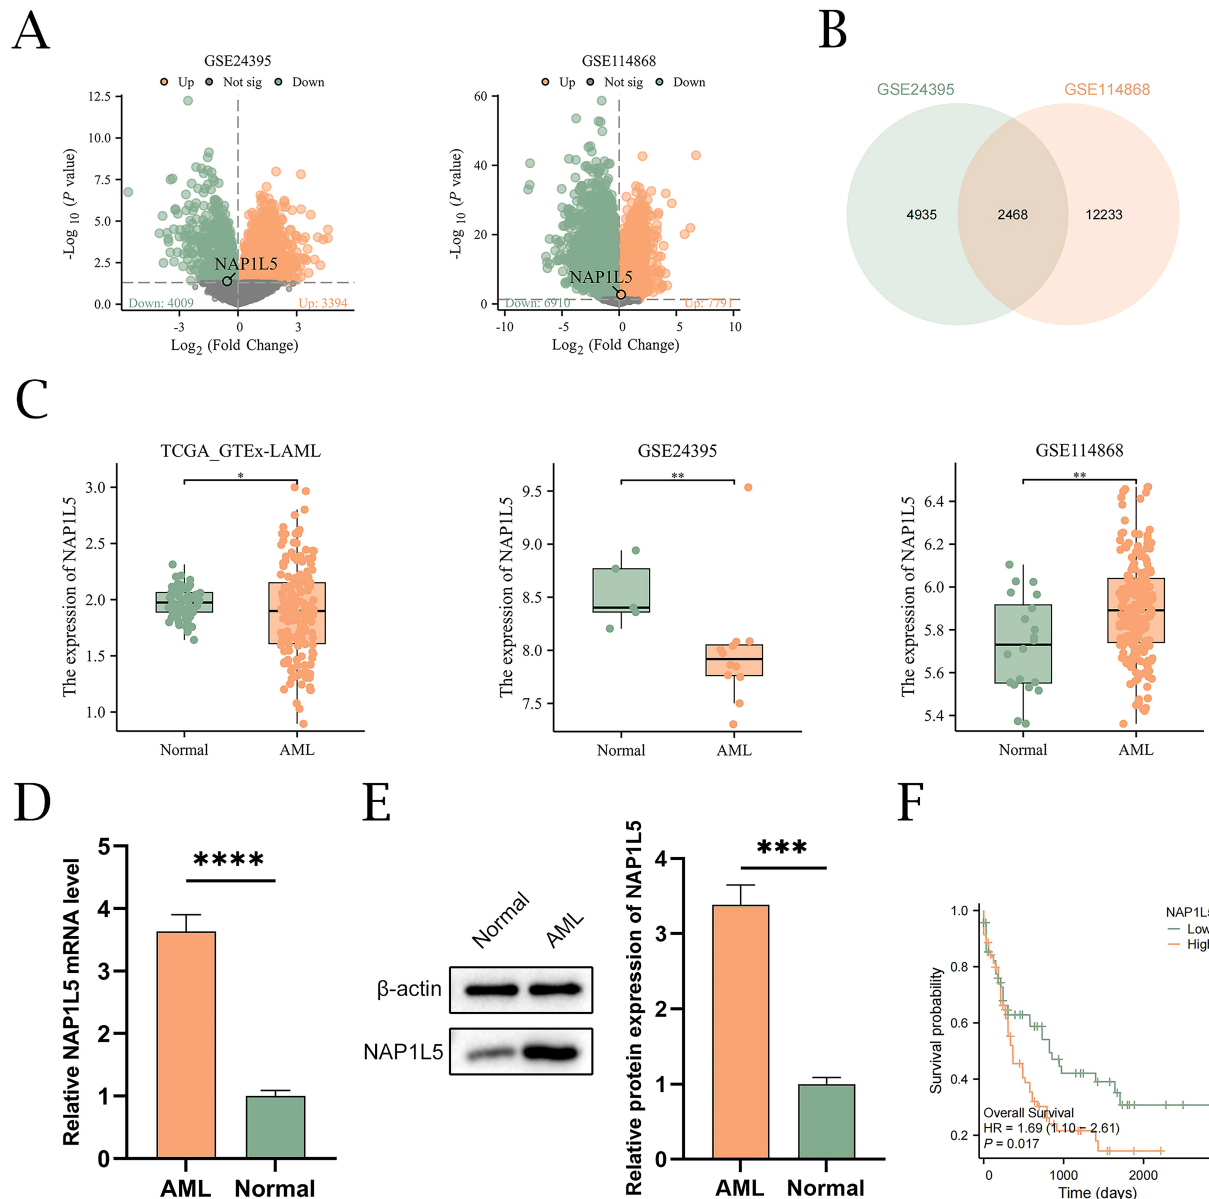 A
GSE24395
Up Not sig Down
12.5
10.0
7.5
5.0
2.5
0.0
-Log10 (P value)
NAP1L5
Down: 4009
Up: 3394
-3 0 3
Log2 (Fold Change)
GSE114868
Up Not sig Down
60
40
20
0
-Log10 (P value)
NAP1L5
Down: 6910
Up: 7791
-10 -5 0 5 10
Log2 (Fold Change)
B
GSE24395
GSE114868
4935 2468 12233
C
TCGA_GTEx-LAML
*
3.0
2.5
2.0
1.5
1.0
The expression of NAP1L5
Normal AML
GSE24395
**
9.5
9.0
8.5
8.0
7.5
The expression of NAP1L5
Normal AML
GSE114868
**
6.4
6.2
6.0
5.8
5.6
5.4
The expression of NAP1L5
Normal AML
D
5
4
3
2
1
0
Relative NAP1L5 mRNA level
****
AML Normal
E
Normal AML
β-actin
NAP1L5
4
3
2
1
0
Relative protein expression of NAP1L5
***
AML Normal
F
NAP1L5
Low
High
1.0
0.8
0.6
0.4
0.2
Survival probability
Overall Survival
HR = 1.69 (1.10 − 2.61)
P = 0.017
0 1000 2000
Time (days)